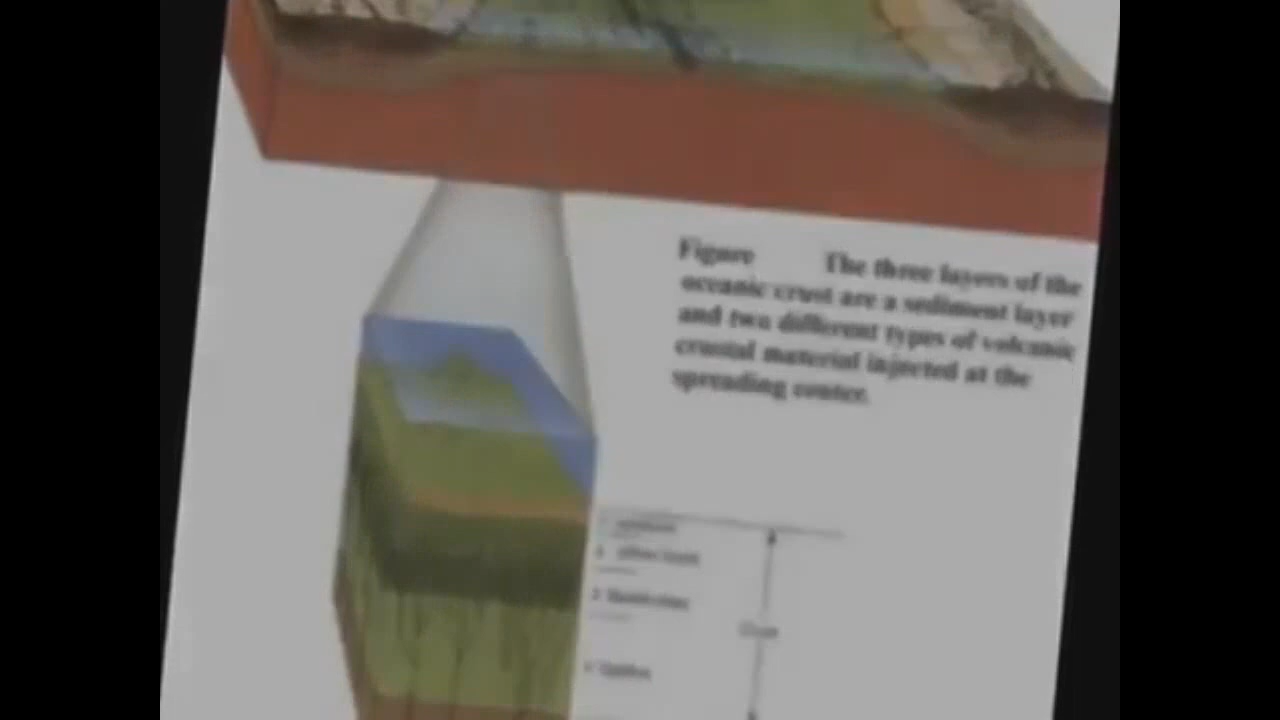 Figure The three layers of the
oceanic crust are a sediment layer
and two different types of volcanic
crustal material injected at the
spreading center.